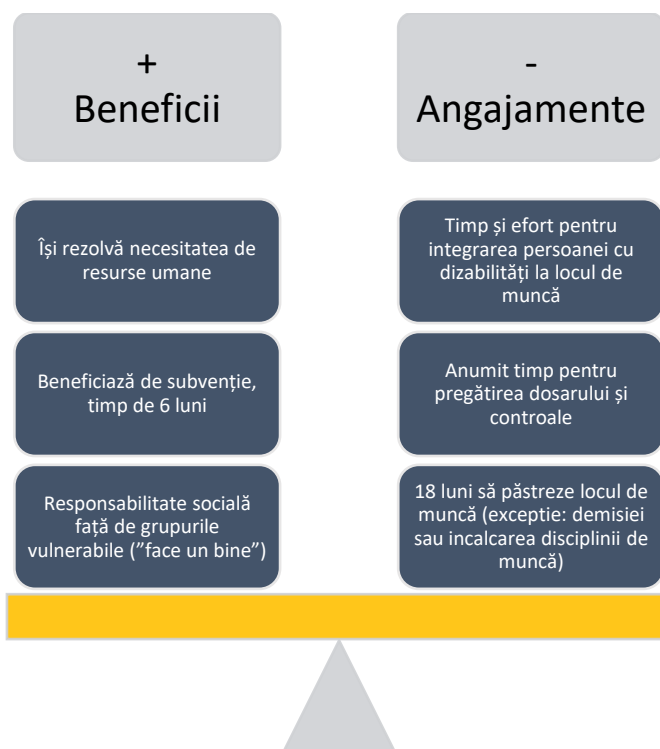 +
Beneficii
Își rezolvă necesitatea de
resurse umane
Beneficiază de subvenție,
timp de 6 luni
Responsabilitate socială
față de grupurile
vulnerabile (”face un bine”)
-
Angajamente
Timp și efort pentru
integrarea persoanei cu
dizabilități la locul de
muncă
Anumit timp pentru
pregătirea dosarului și
controale
18 luni să păstreze locul de
muncă (exceptie: demisiei
sau incalcarea disciplinii de
muncă)